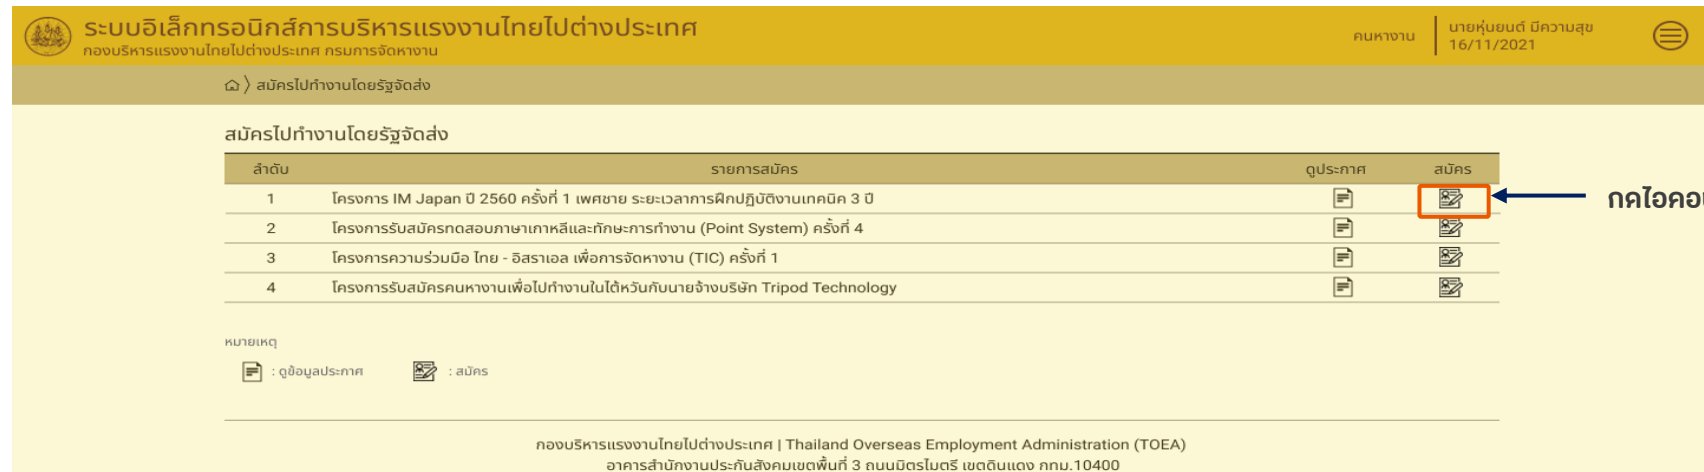 ระบบอิเล็กทรอนิกส์การบริหารแรงงานไทยไปต่างประเทศ
กองบริหารแรงงานไทยไปต่างประเทศ กรมการจัดหางาน
คนหางาน
นายหุ่นยนต์ มีความสุข
16/11/2021
สมัครไปทำงานโดยรัฐจัดส่ง
สมัครไปทำงานโดยรัฐจัดส่ง
ลำดับ รายการสมัคร ดูประกาศ สมัคร
1 โครงการ IM Japan ปี 2560 ครั้งที่ 1 เพศชาย ระยะเวลาการฝึกปฏิบัติงานเทคนิค 3 ปี
กดไอคอ
2 โครงการรับสมัครทดสอบภาษาเกาหลีและทักษะการทำงาน (Point System) ครั้งที่ 4
3 โครงการความร่วมมือ ไทย - อิสราเอล เพื่อการจัดหางาน (TIC) ครั้งที่ 1
4 โครงการรับสมัครคนหางานเพื่อไปทำงานในไต้หวันกับนายจ้างบริษัท Tripod Technology
หมายเหตุ
: ดูข้อมูลประกาศ : สมัคร
กองบริหารแรงงานไทยไปต่างประเทศ | Thailand Overseas Employment Administration (TOEA)
อาคารสำนักงานประกันสังคมเขตพื้นที่ 3 ถนนมิตรไมตรี เขตดินแดง กทม.10400